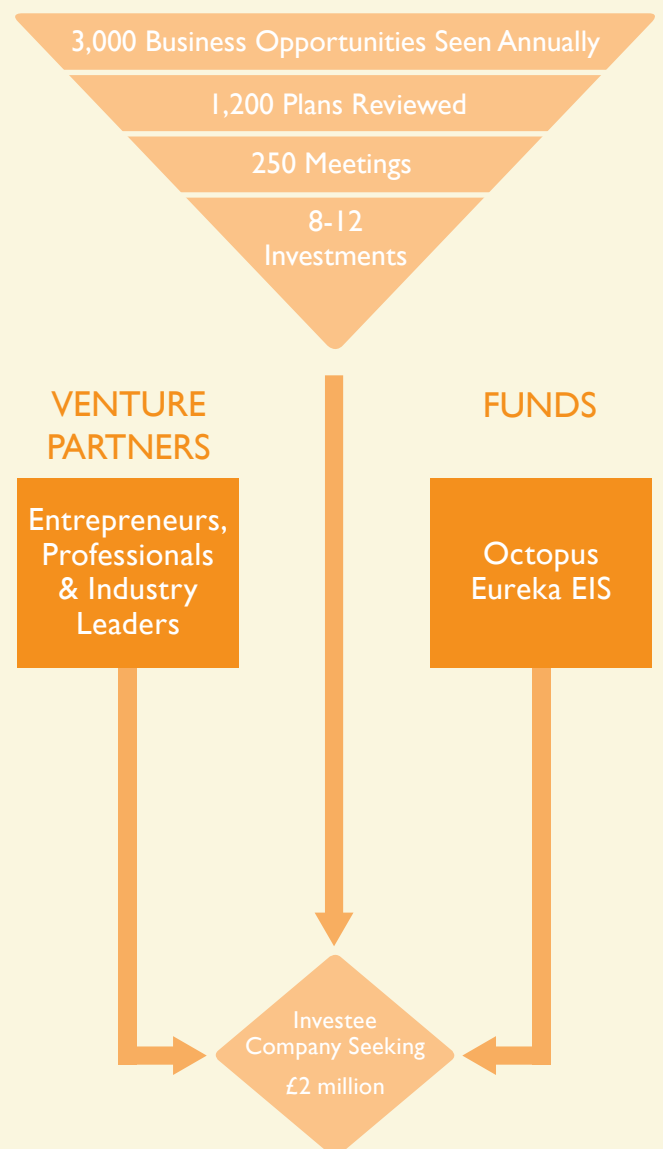 3,000 Business Opportunities Seen Annually
1,200 Plans Reviewed
250 Meetings
8-12
Investments
VENTURE
PARTNERS
FUNDS
Entrepreneurs,
Professionals
& Industry
Leaders
Octopus
Eureka EIS
Investee
Company Seeking
£2 million